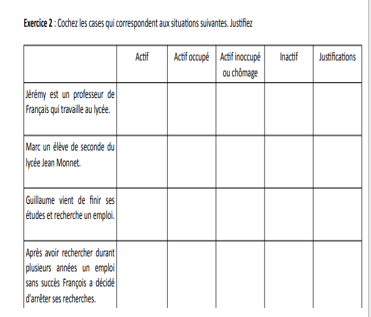 Exercice 2 : Cochez les cases qui correspondent aux situations suivantes. Justifiez
Actif
Actif occupé
Actif inoccupé
ou chômage
Inactif
Justifications
Jérémy est un professeur de
Français qui travaille au lycée.
Marc un élève de seconde du
lycée Jean Monnet.
Guillaume vient de finir ses
études et recherche un emploi.
Après avoir rechercher durant
plusieurs années un emploi
sans succès François a décidé
d'arrêter ses recherches.